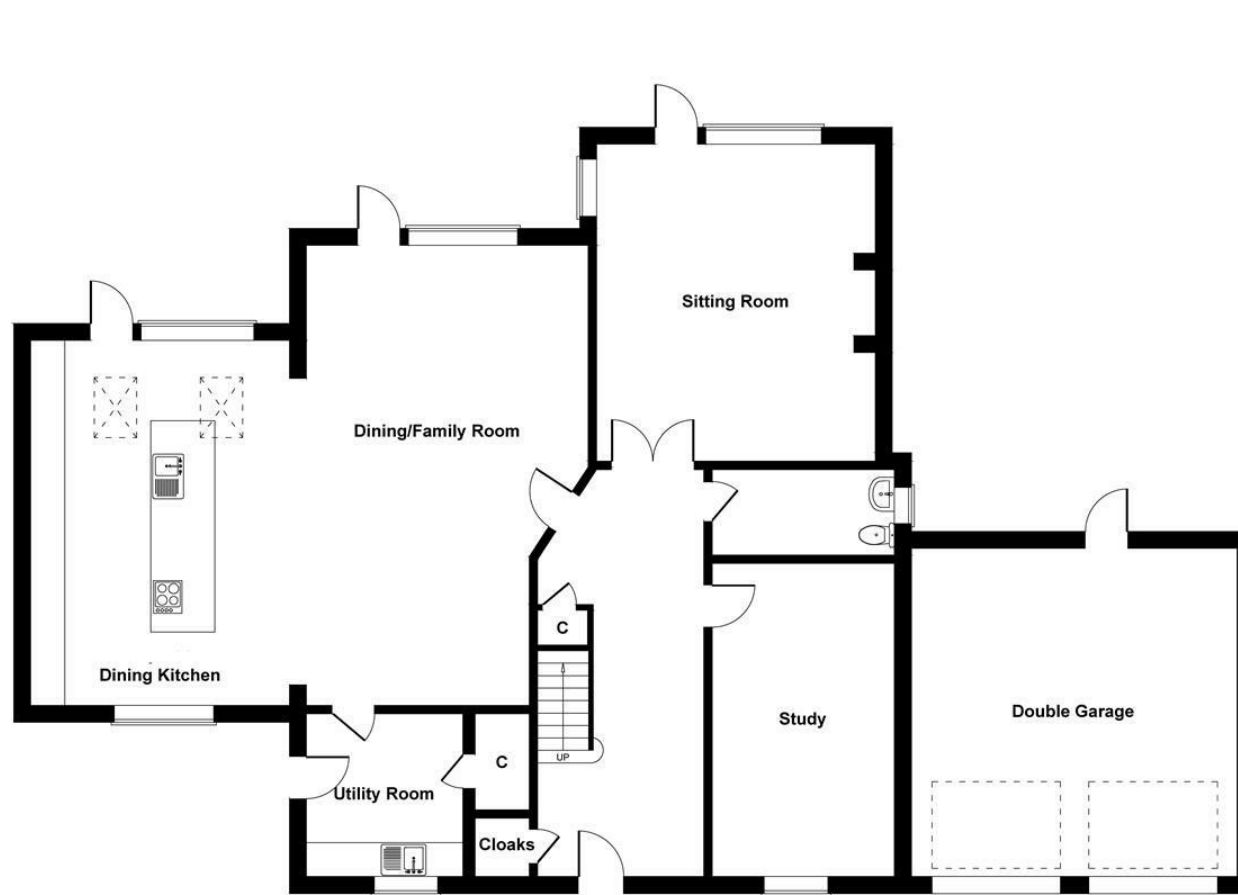 Sitting Room
Dining/Family Room
C
Dining Kitchen
Study
Double Garage
UP
C
Utility Room
Cloaks